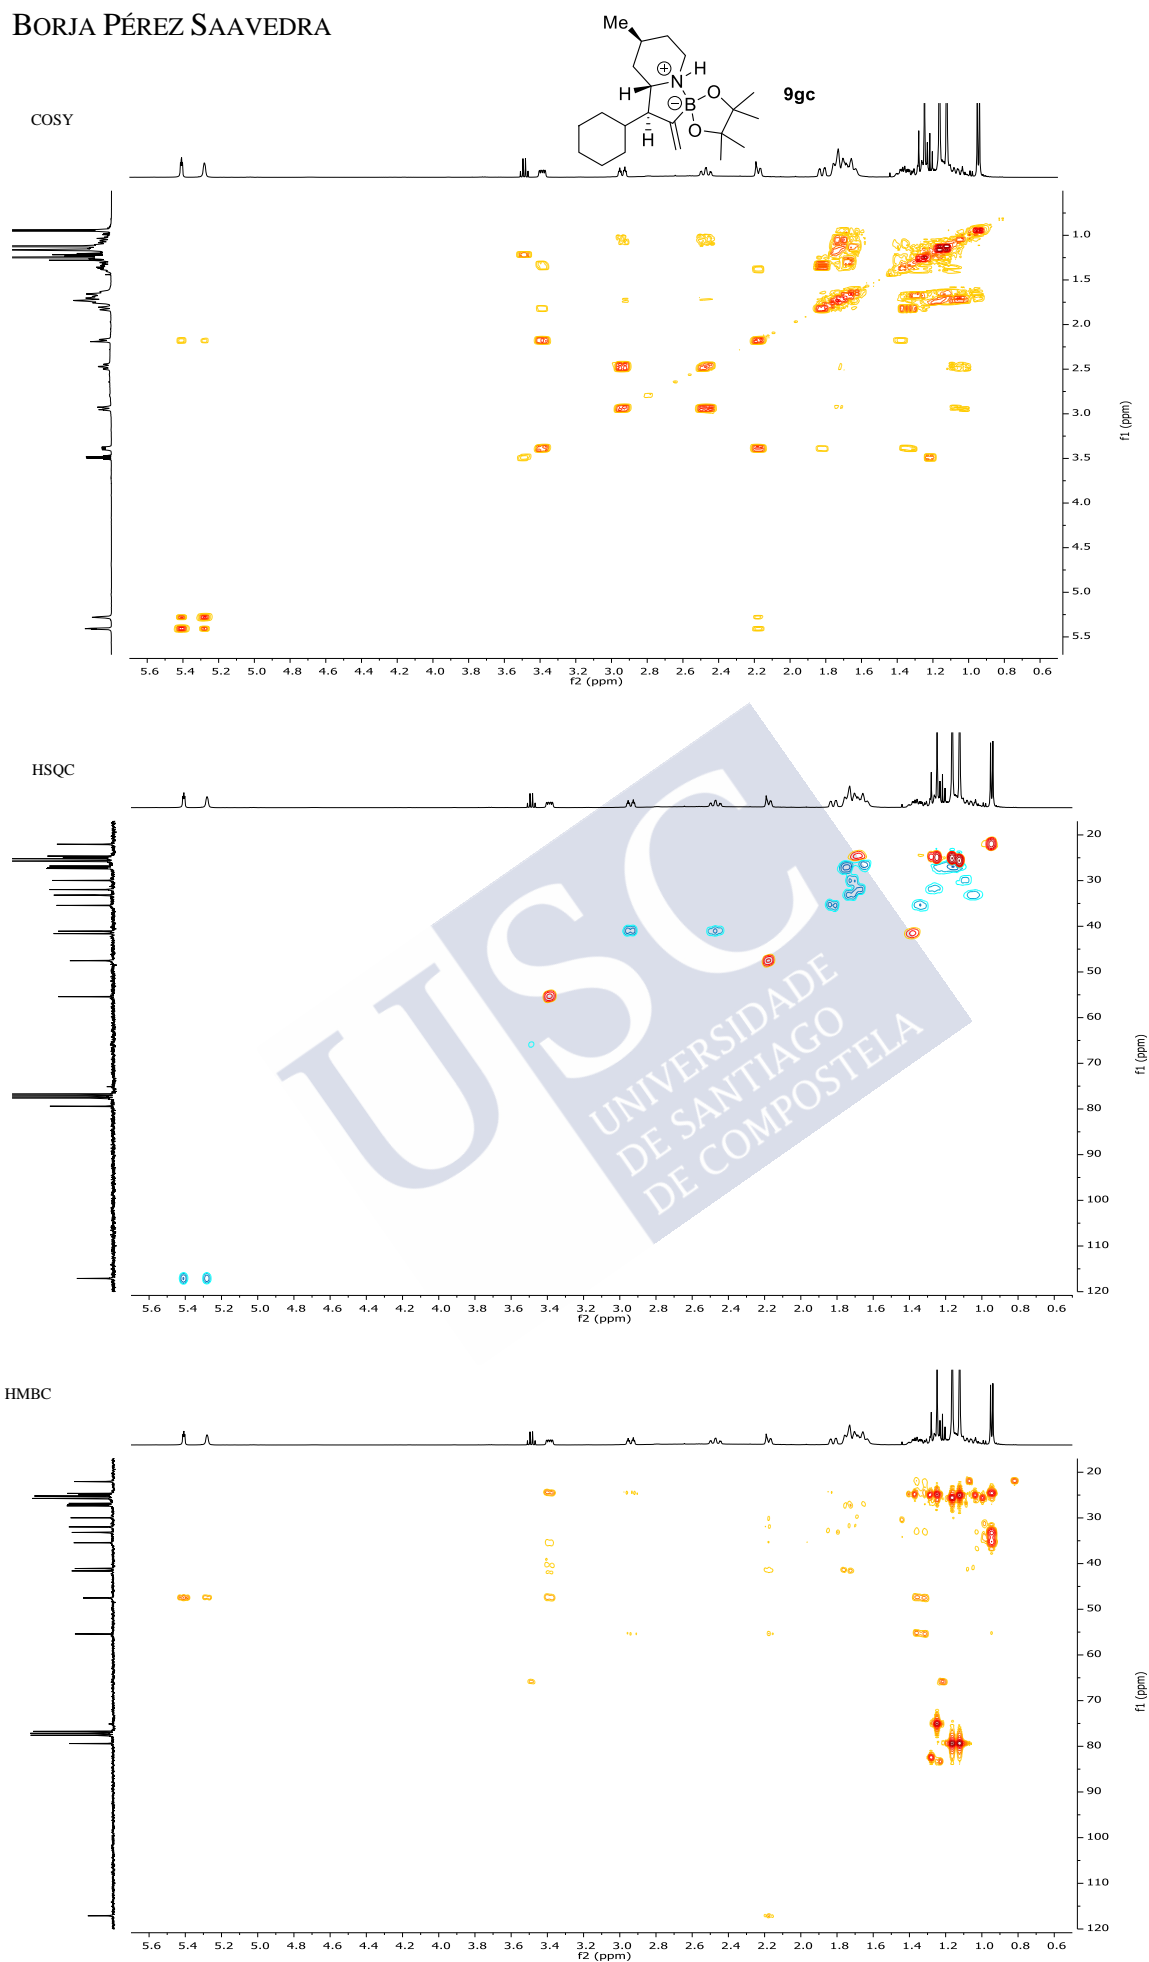 BORJA PÉREZ SAAVEDRA
Me
H
N
H
B
O
O
H
9gc
COSY
1.0
1.5
2.0
2.5
3.0
3.5
4.0
4.5
5.0
5.5
f1 (ppm)
5.6 5.4 5.2 5.0 4.8 4.6 4.4 4.2 4.0 3.8 3.6 3.4 3.2 3.0 2.8 2.6 2.4 2.2 2.0 1.8 1.6 1.4 1.2 1.0 0.8 0.6
f2 (ppm)
HSQC
20
30
40
50
60
70
80
90
100
110
120
f1 (ppm)
5.6 5.4 5.2 5.0 4.8 4.6 4.4 4.2 4.0 3.8 3.6 3.4 3.2 3.0 2.8 2.6 2.4 2.2 2.0 1.8 1.6 1.4 1.2 1.0 0.8 0.6
f2 (ppm)
USC
UNIVERSIDADE
DE SANTIAGO
DE COMPOSTELA
HMBC
20
30
40
50
60
70
80
90
100
110
120
f1 (ppm)
5.6 5.4 5.2 5.0 4.8 4.6 4.4 4.2 4.0 3.8 3.6 3.4 3.2 3.0 2.8 2.6 2.4 2.2 2.0 1.8 1.6 1.4 1.2 1.0 0.8 0.6
f2 (ppm)